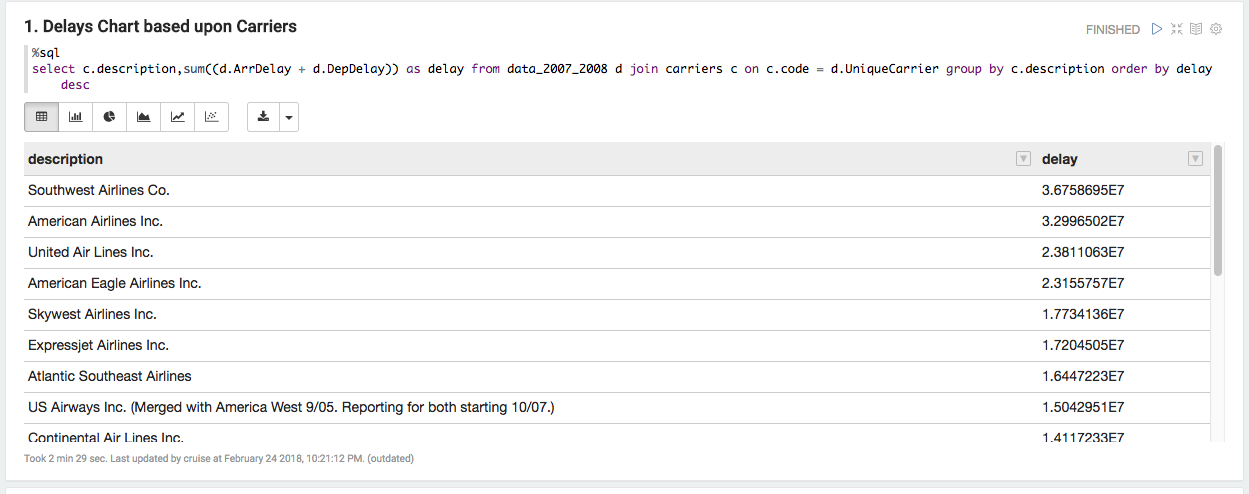 1. Delays Chart based upon Carriers
FINISHED
%sql
select c.description,sum((d.ArrDelay + d.DepDelay)) as delay from data_2007_2008 d join carriers c on c.code = d.UniqueCarrier group by c.description order by delay
desc
description delay
Southwest Airlines Co. 3.6758695E7
American Airlines Inc. 3.2996502E7
United Air Lines Inc. 2.3811063E7
American Eagle Airlines Inc. 2.3155757E7
Skywest Airlines Inc. 1.7734136E7
Expressjet Airlines Inc. 1.7204505E7
Atlantic Southeast Airlines 1.6447223E7
US Airways Inc. (Merged with America West 9/05. Reporting for both starting 10/07.) 1.5042951E7
Continental Air Lines Inc. 1.4117233E7
Took 2 min 29 sec. Last updated by cruise at February 24 2018, 10:21:12 PM. (outdated)